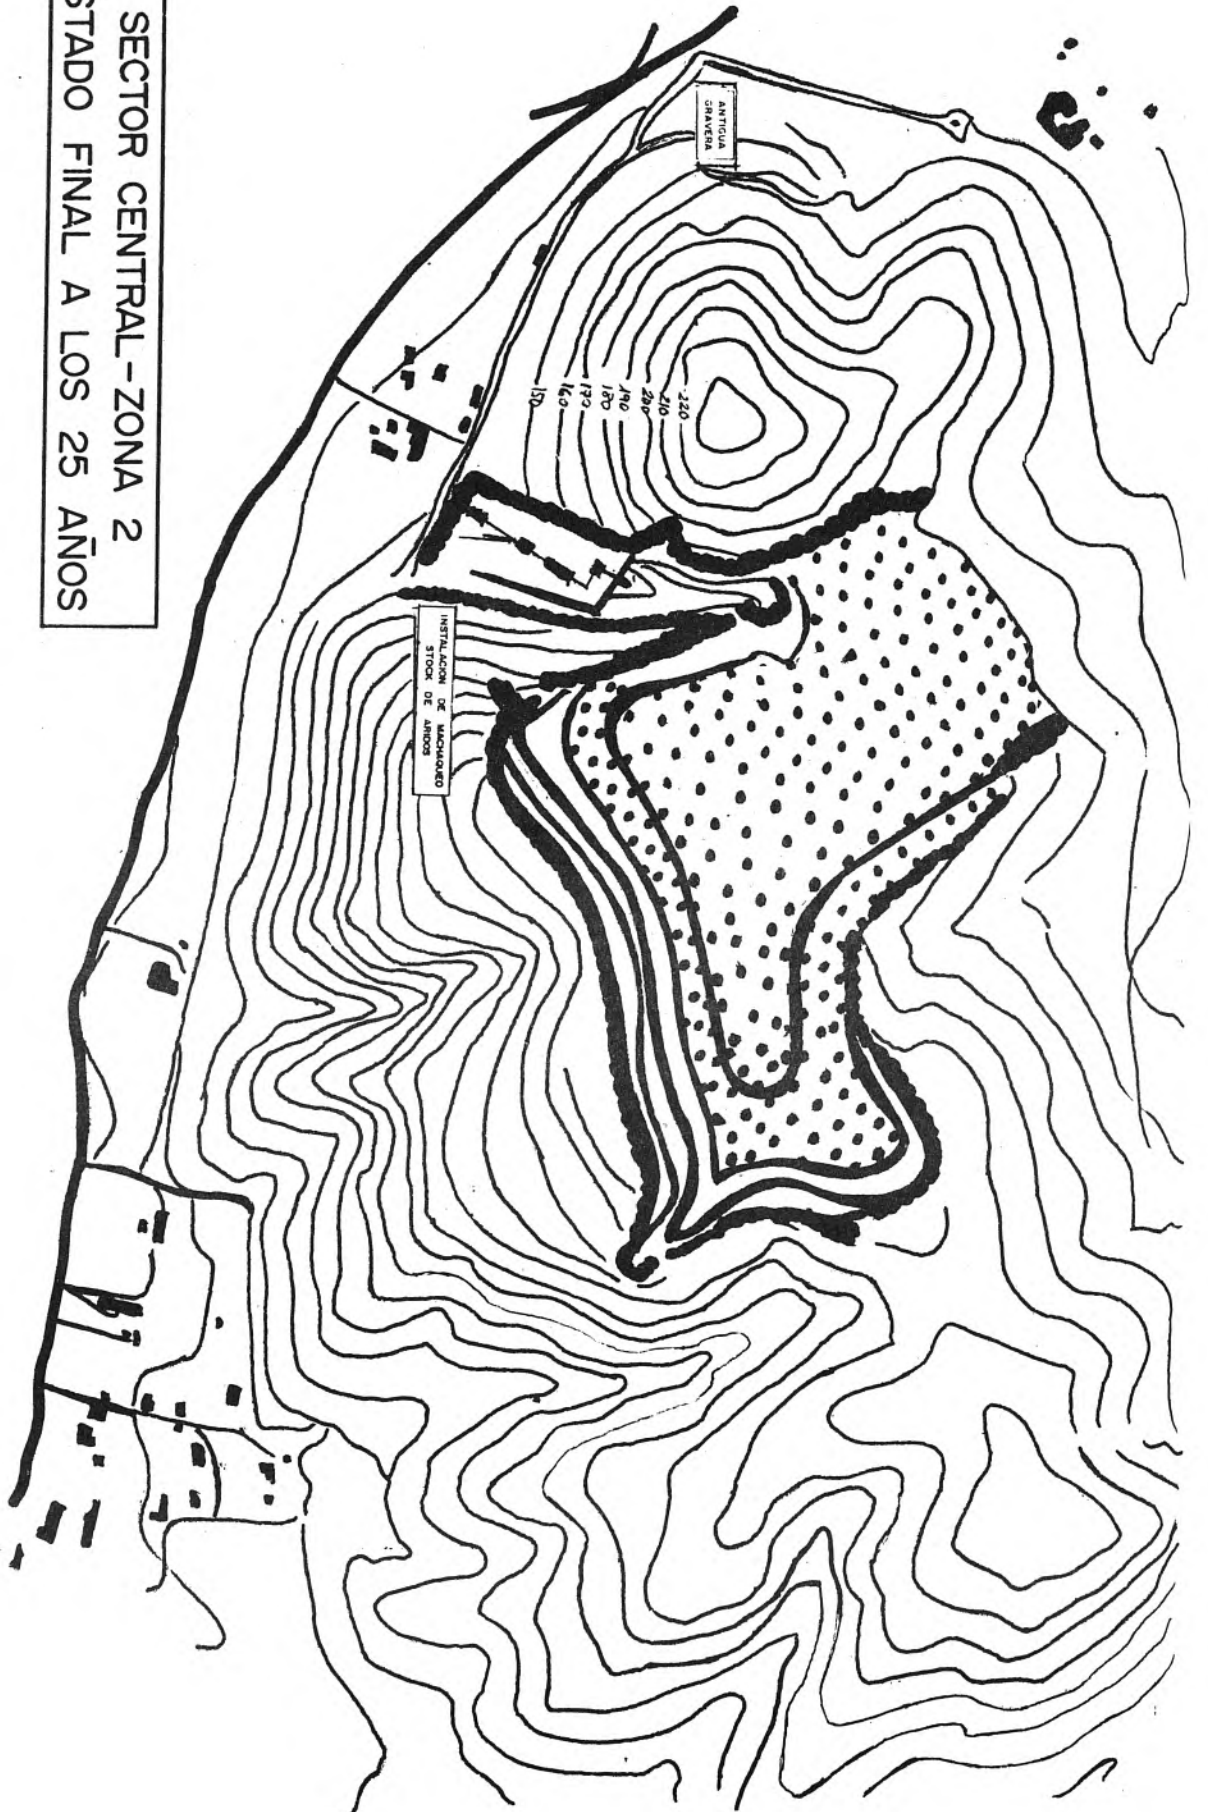 SECTOR CENTRAL-ZONA 2
STADO FINAL A LOS 25 AÑOS
ANTIGUA
GRAVERA
150
160
170
180
190
200
210
220
INSTALACION DE MACHAQUEO
STOCK DE ARIDOS